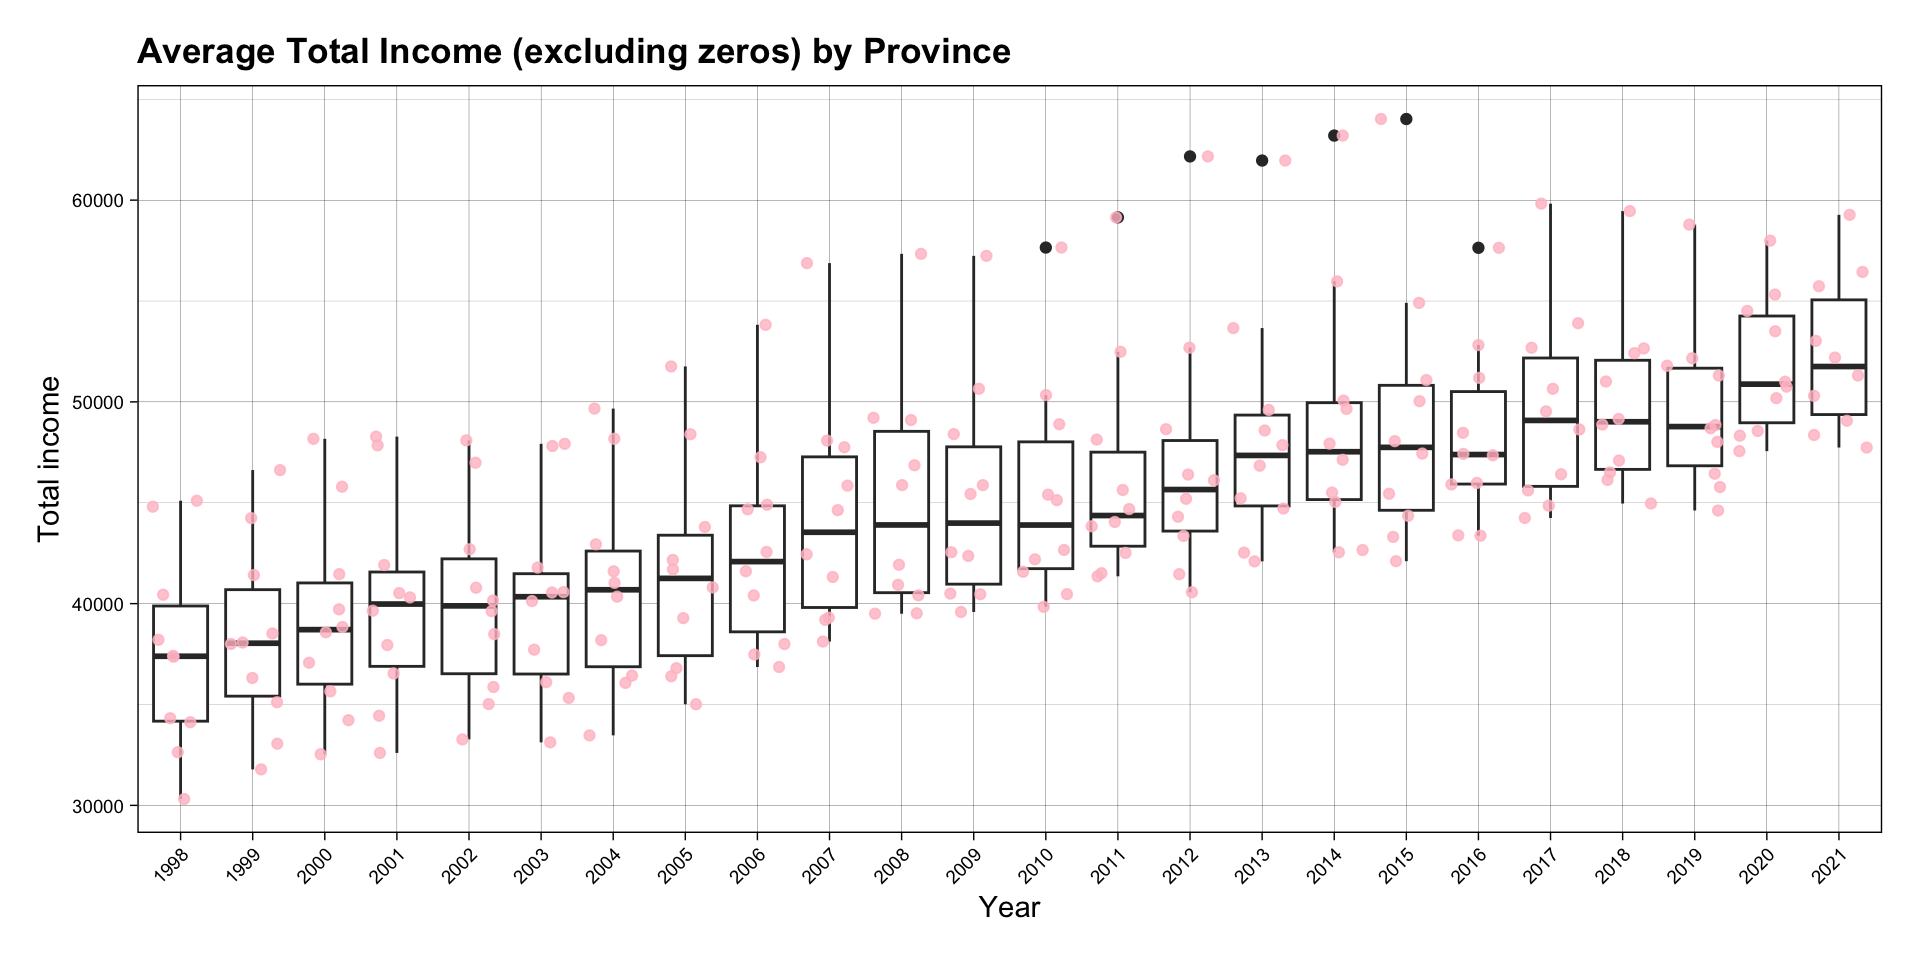 Average Total Income (excluding zeros) by Province
Total income
60000
50000
40000
30000
1998 1999 2000 2001 2002 2003 2004 2005 2006 2007 2008 2009 2010 2011 2012 2013 2014 2015 2016 2017 2018 2019 2020 2021
Year